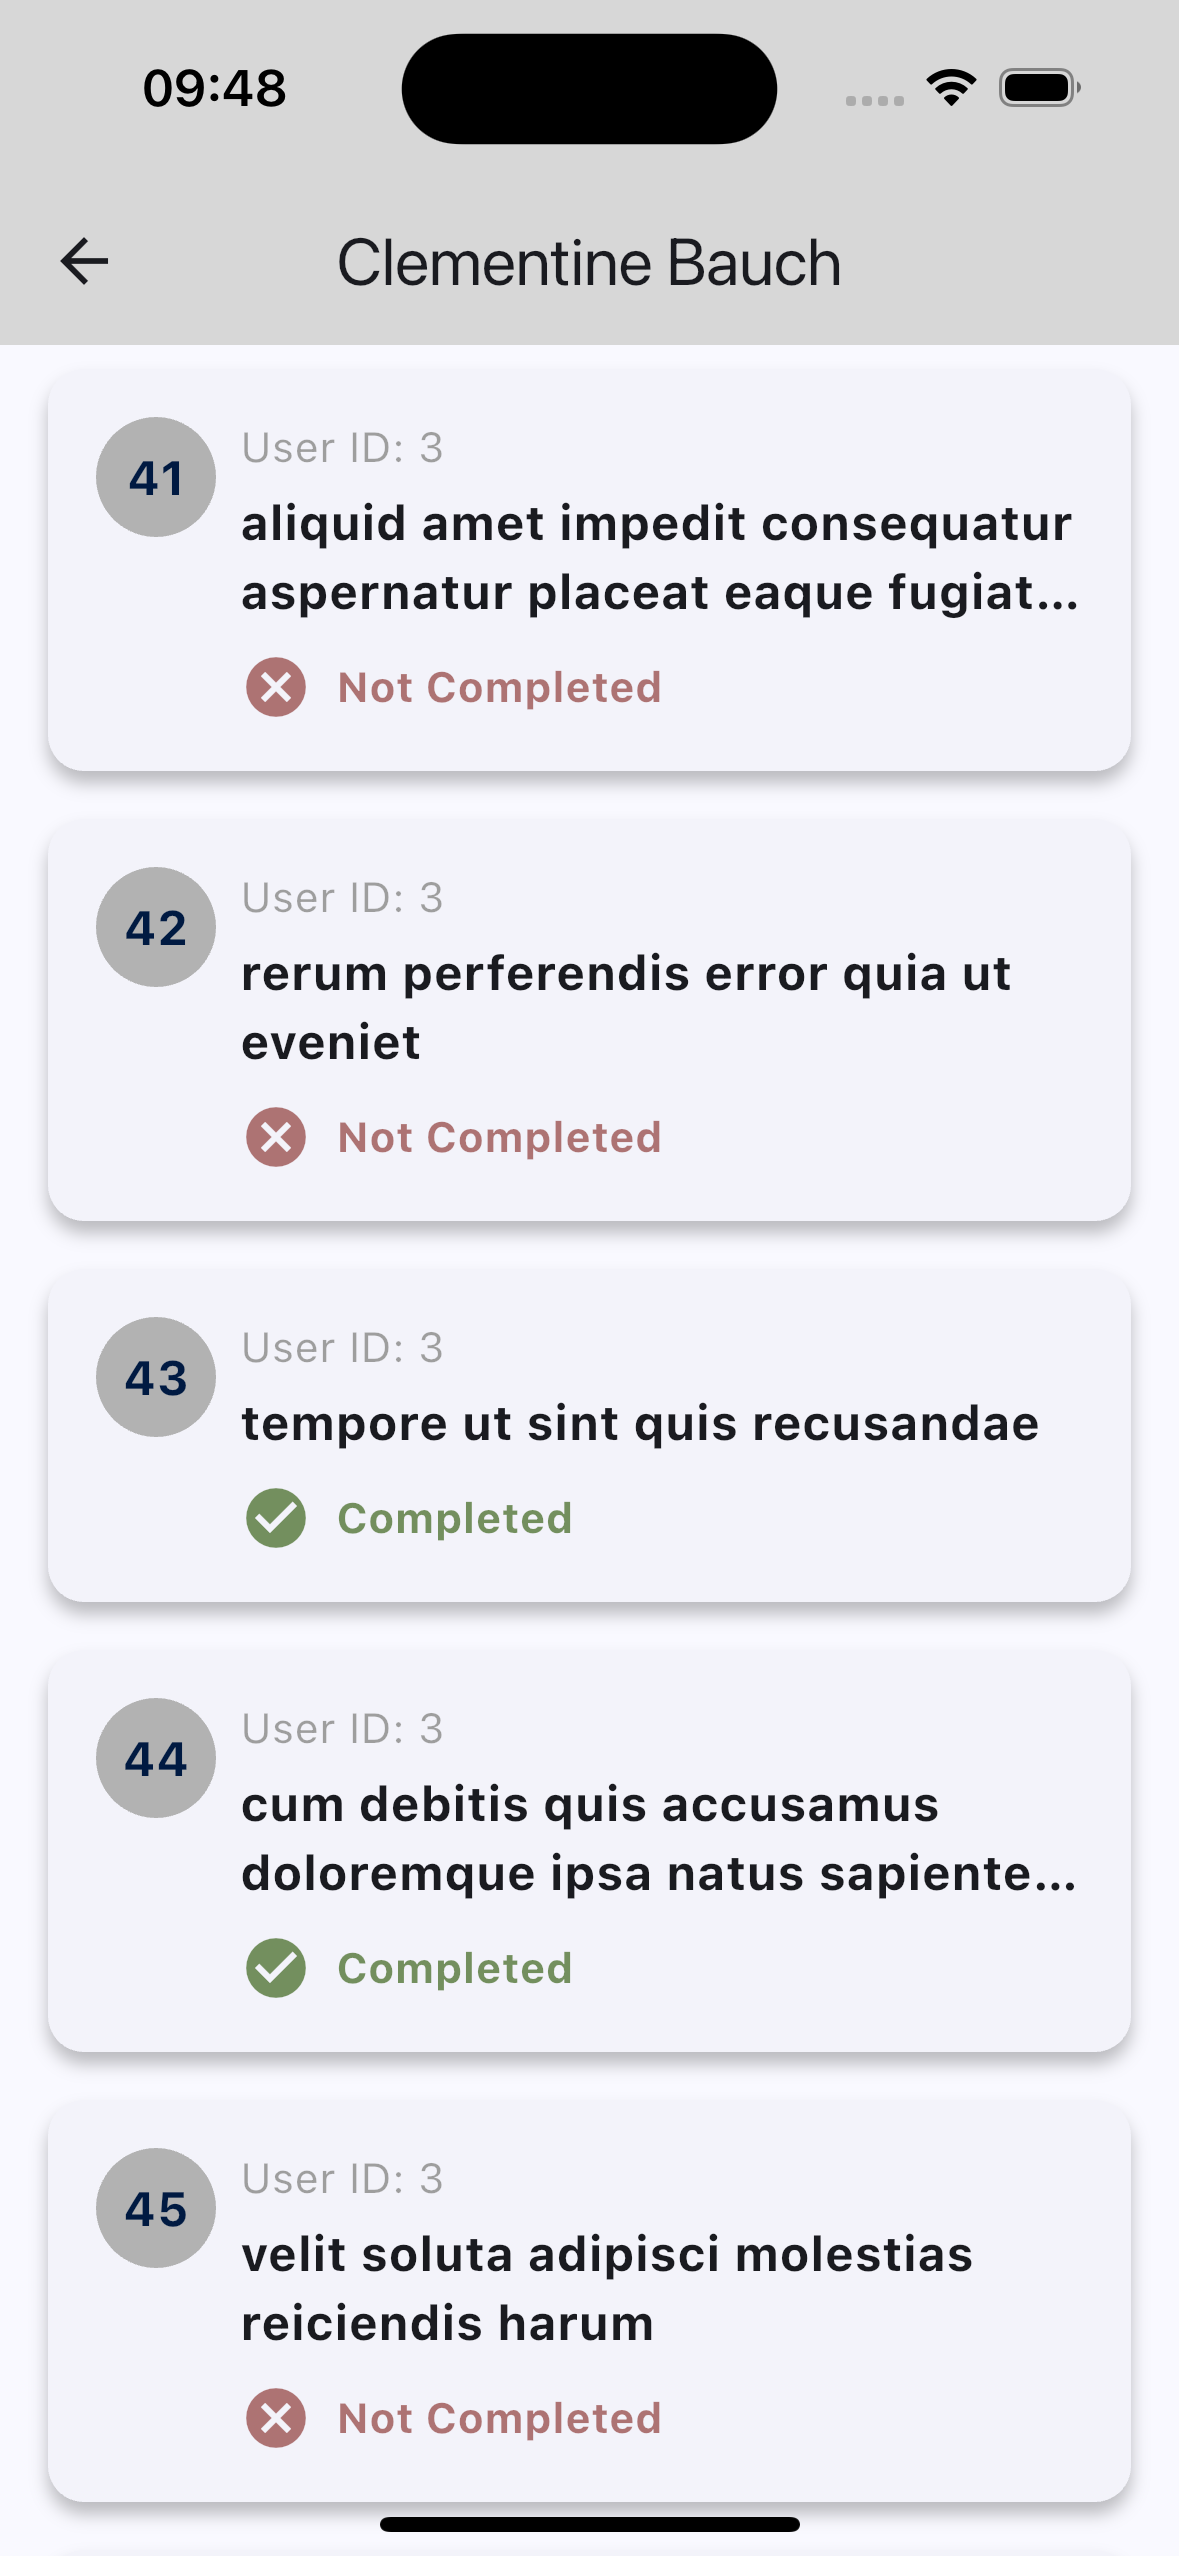 09:48
Clementine Bauch
41
User ID: 3
aliquid amet impedit consequatur
aspernatur placeat eaque fugiat...
Not Completed
42
User ID: 3
rerum perferendis error quia ut
eveniet
Not Completed
43
User ID: 3
tempore ut sint quis recusandae
Completed
44
User ID: 3
cum debitis quis accusamus
doloremque ipsa natus sapiente...
Completed
45
User ID: 3
velit soluta adipisci molestias
reiciendis harum
Not Completed